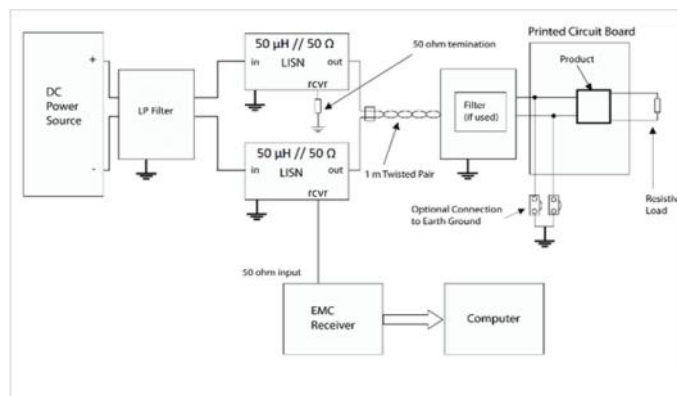 Printed Circuit Board
50 µH // 50 Ω
LISN
in
out
rcvr
50 ohm temination
Product
+
DC
Power
Source
-
LP Filter
Filter
(if used)
50 µH // 50 Ω
LISN
in
out
rcvr
1 m Twisted Pair
Optional Connection
to Earth Ground
Resistive
Load
50 ohm input
EMC
Receiver
Computer